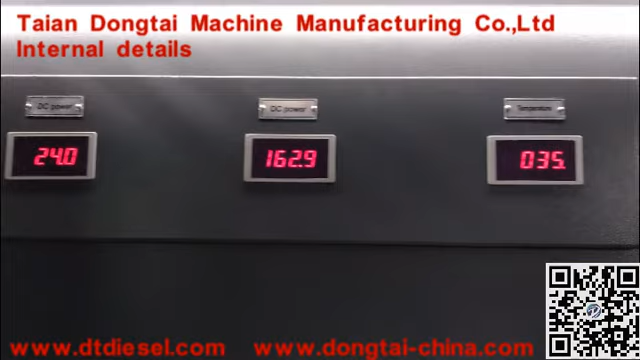 Taian Dongtai Machine Manufacturing Co.,Ltd
Internal details
DC power DC power Temperature
24.0 162.9 035.
www.dtdiesel.com www.dongtai-china.com